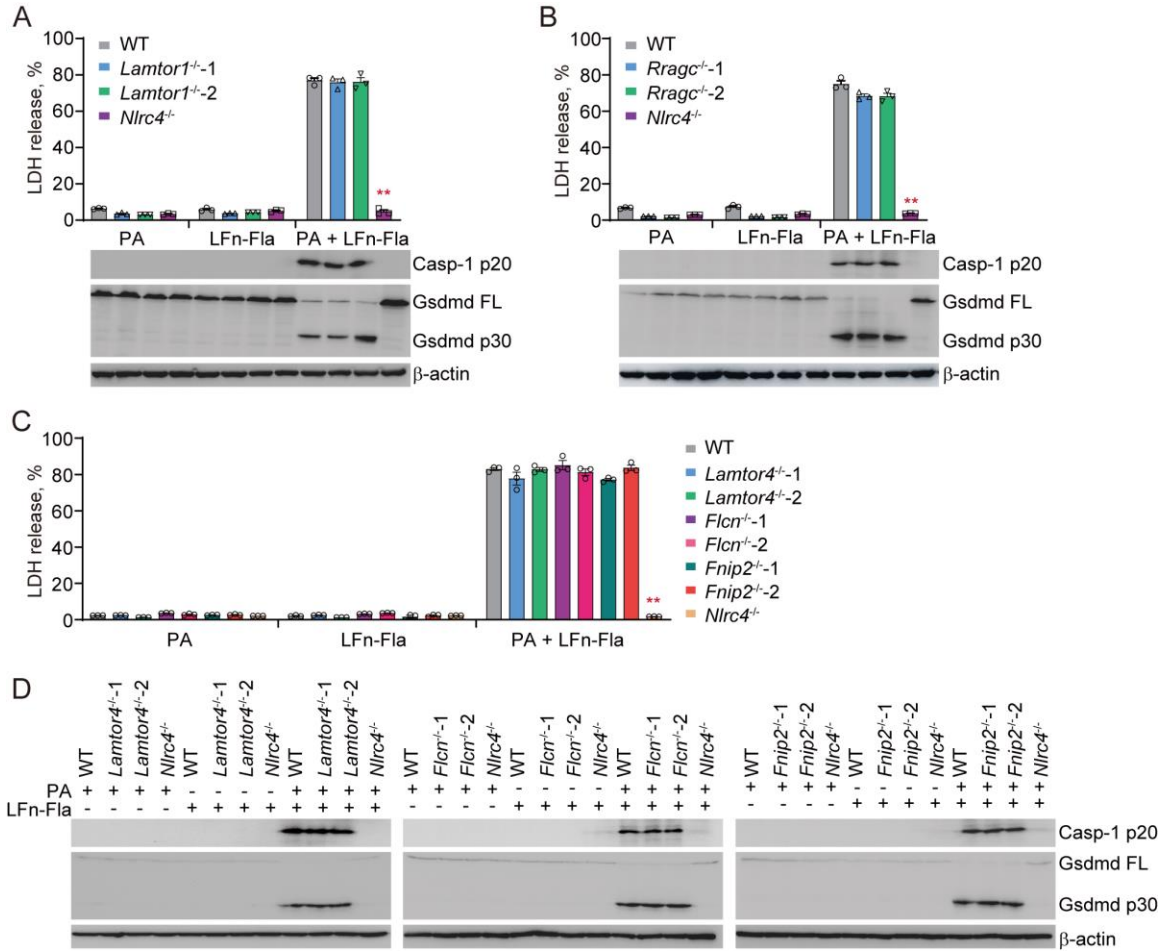 A
LDH release, %
100
80
60
40
20
0
WT
Lamtor1-/--1
Lamtor1-/--2
Nlrc4-/-
**
PA
LFn-Fla
PA + LFn-Fla
Casp-1 p20
Gsdmd FL
Gsdmd p30
β-actin
B
LDH release, %
100
80
60
40
20
0
WT
Rragc-/--1
Rragc-/--2
Nlrc4-/-
**
PA
LFn-Fla
PA + LFn-Fla
Casp-1 p20
Gsdmd FL
Gsdmd p30
β-actin
C
LDH release, %
100
80
60
40
20
0
**
PA
LFn-Fla
PA + LFn-Fla
WT
Lamtor4-/--1
Lamtor4-/--2
Flcn-/--1
Flcn-/--2
Fnip2-/--1
Fnip2-/--2
Nlrc4-/-
D
WT Lamtor4-/--1 Lamtor4-/--2 Nlrc4-/- WT Lamtor4-/--1 Lamtor4-/--2 Nlrc4-/- WT Lamtor4-/--1 Lamtor4-/--2 Nlrc4-/-
WT Flcn-/--1 Flcn-/--2 Nlrc4-/- WT Flcn-/--1 Flcn-/--2 Nlrc4-/- WT Flcn-/--1 Flcn-/--2 Nlrc4-/-
WT Fnip2-/--1 Fnip2-/--2 Nlrc4-/- WT Fnip2-/--1 Fnip2-/--2 Nlrc4-/- WT Fnip2-/--1 Fnip2-/--2 Nlrc4-/-
PA + + + + - - - - + + + + + + + + - - - - + + + + + + + + - - - - + + + +
LFn-Fla - - - - + + + + + + + + - - - - + + + + + + + + - - - - + + + + + + + +
Casp-1 p20
Gsdmd FL
Gsdmd p30
β-actin